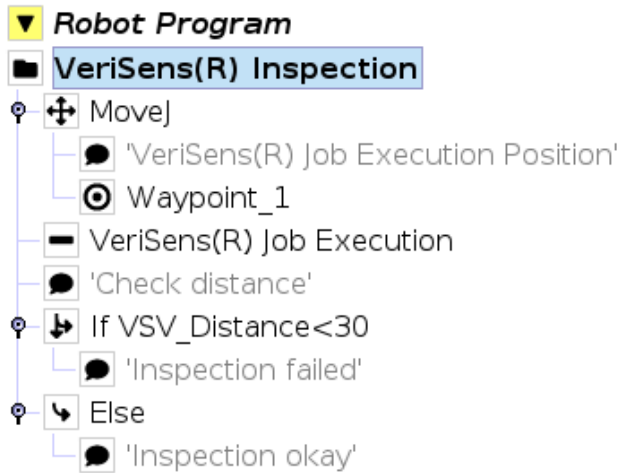 Robot Program
VeriSens(R) Inspection
MoveJ
'VeriSens(R) Job Execution Position'
Waypoint_1
VeriSens(R) Job Execution
'Check distance'
If VSV_Distance<30
'Inspection failed'
Else
'Inspection okay'